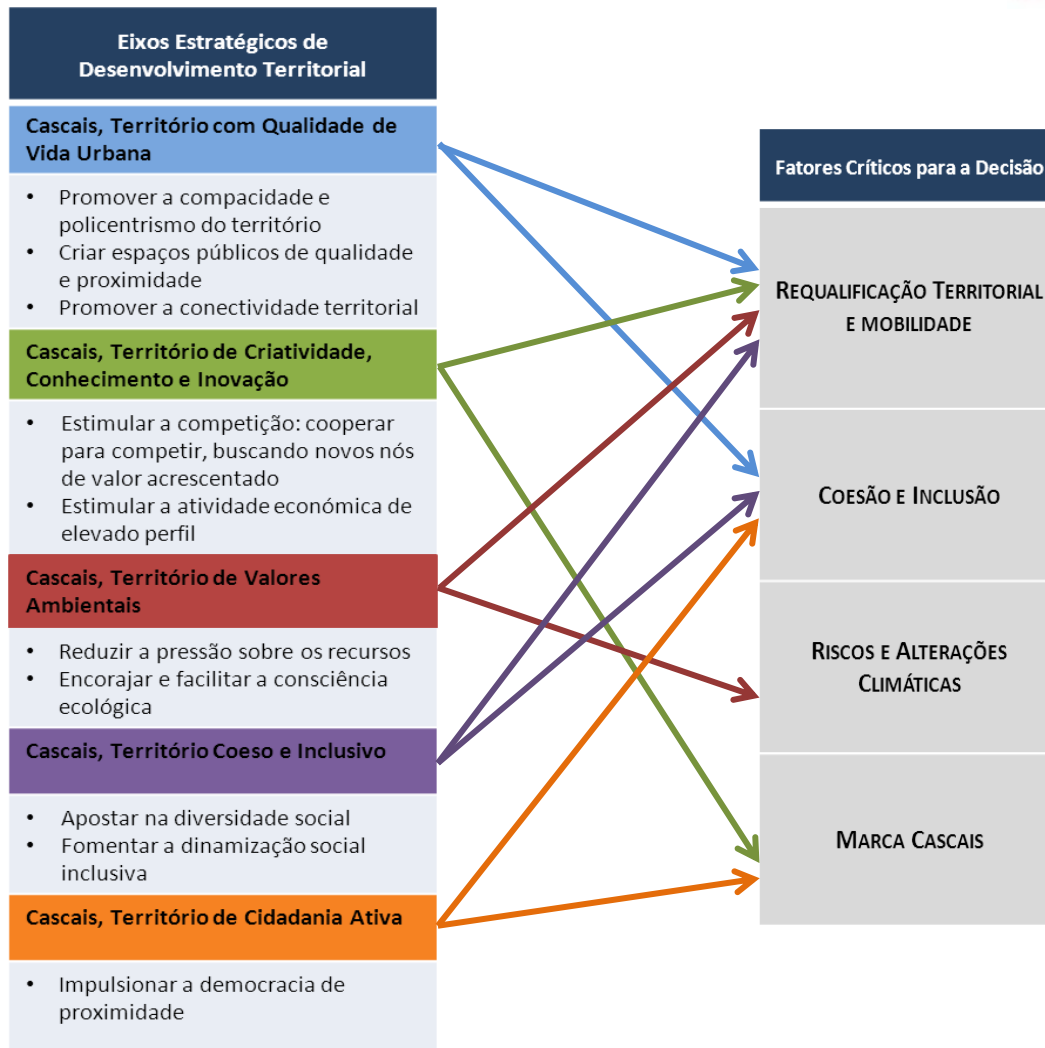 Eixos Estratégicos de
Desenvolvimento Territorial
Cascais, Território com Qualidade de
Vida Urbana
• Promover a compacidade e
policentrismo do território
• Criar espaços públicos de qualidade
e proximidade
• Promover a conectividade territorial
Cascais, Território de Criatividade,
Conhecimento e Inovação
• Estimular a competição: cooperar
para competir, buscando novos nós
de valor acrescentado
• Estimular a atividade económica de
elevado perfil
Cascais, Território de Valores
Ambientais
• Reduzir a pressão sobre os recursos
• Encorajar e facilitar a consciência
ecológica
Cascais, Território Coeso e Inclusivo
• Apostar na diversidade social
• Fomentar a dinamização social
inclusiva
Cascais, Território de Cidadania Ativa
• Impulsionar a democracia de
proximidade
Fatores Críticos para a Decisão
REQUALIFICAÇÃO TERRITORIAL
E MOBILIDADE
COESÃO E INCLUSÃO
RISCOS E ALTERAÇÕES
CLIMÁTICAS
MARCA CASCAIS